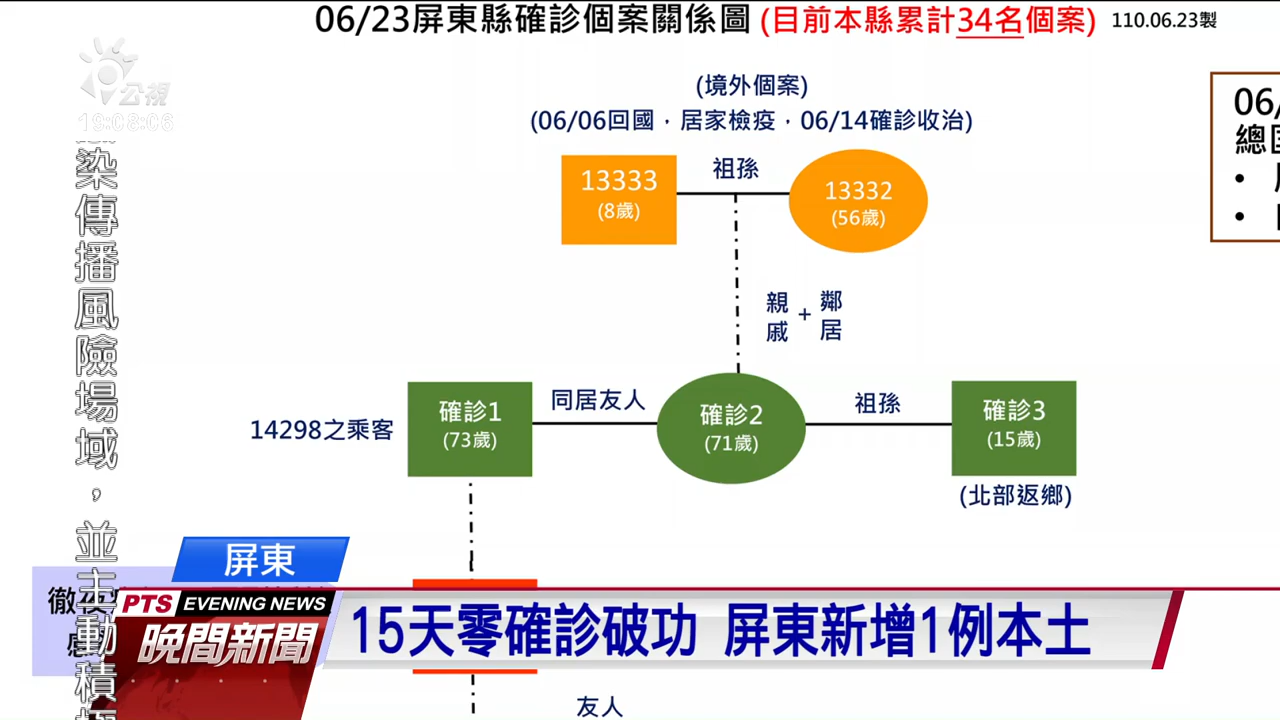 06/23屏東縣確診個案關係圖 (目前本縣累計34名個案) 110.06.23製
公視
19:08:06
(境外個案)
(06/06回國，居家檢疫，06/14確診收治)
13333
(8歲)
祖孫
13332
(56歲)
親戚
+
鄰居
14298之乘客
確診1
(73歲)
同居友人
確診2
(71歲)
祖孫
確診3
(15歲)
(北部返鄉)
06/
總
染傳播風險場域，並主動積極
屏東
徹
PTS EVENING NEWS
晚間新聞
15天零確診破功 屏東新增1例本土
友人